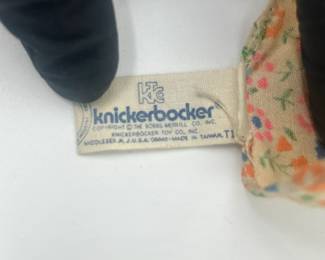 KTC
knickerbocker
COPYRIGHT © THE BOBBS-MERRILL CO., INC.
KNICKERBOCKER TOY CO., INC.
MIDDLESEX, N.J. U.S.A. 08846 - MADE IN TAIWAN, T.